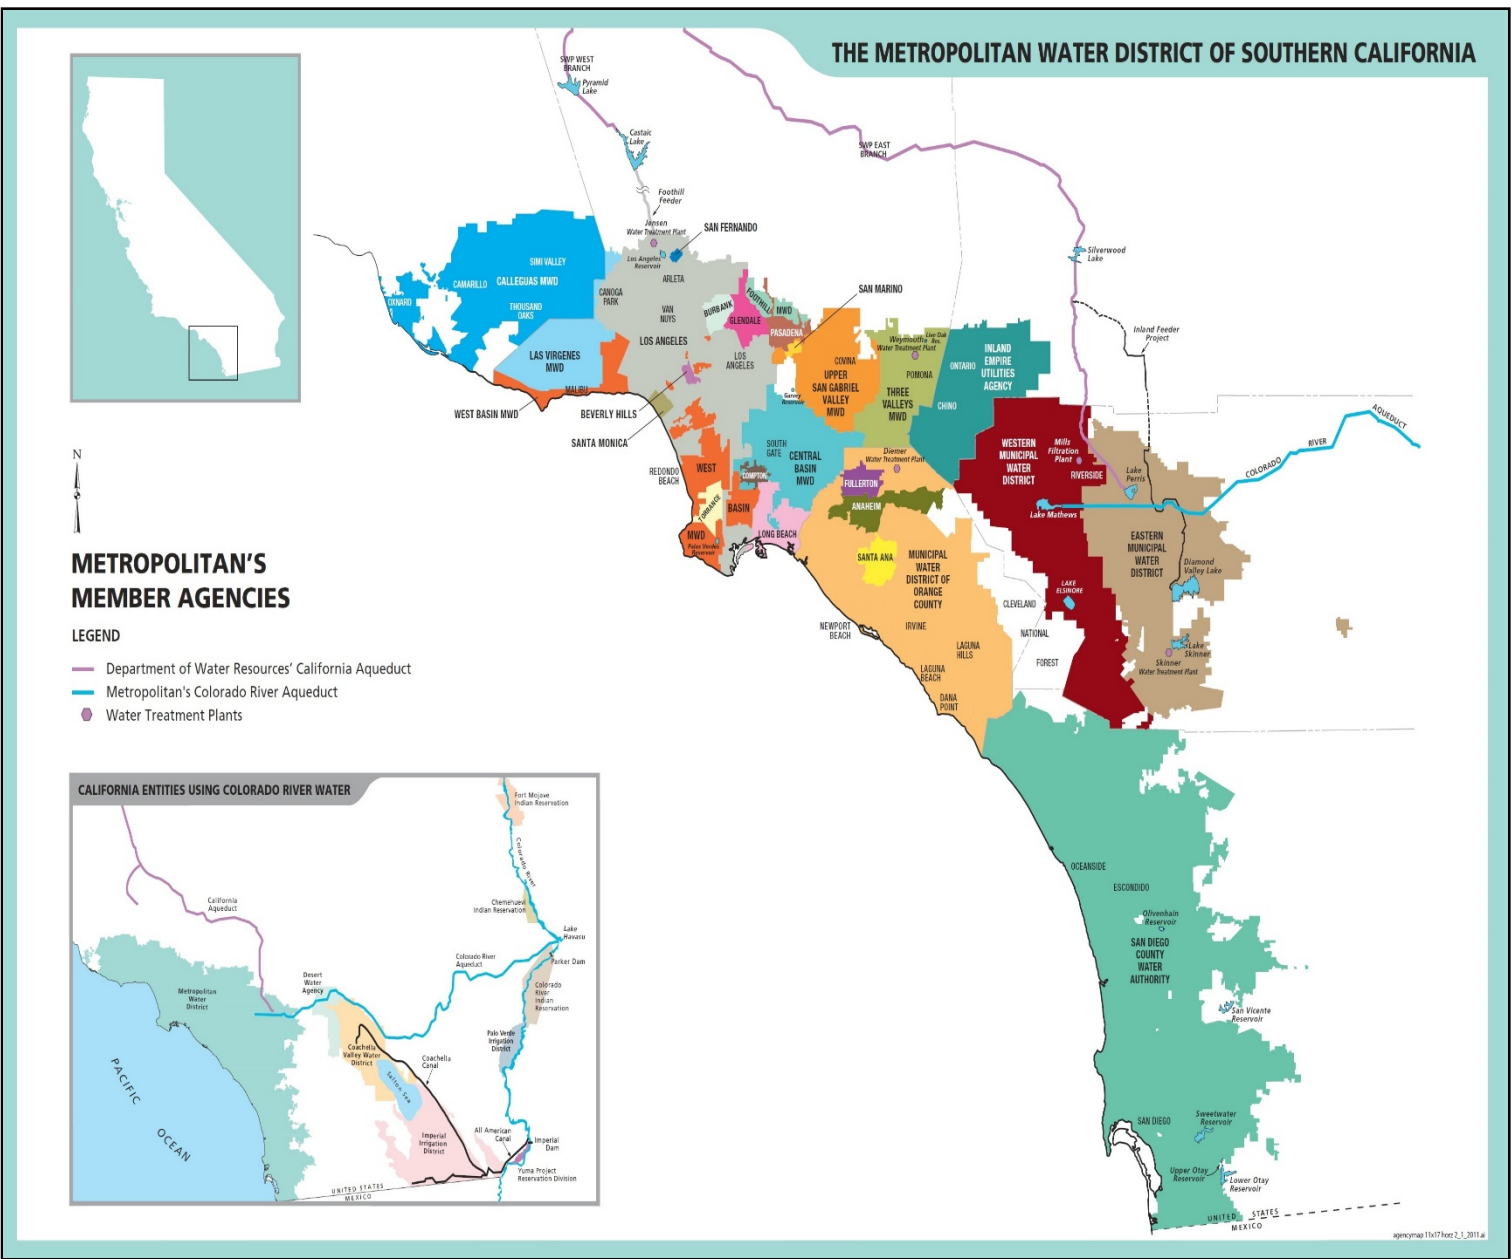 THE METROPOLITAN WATER DISTRICT OF SOUTHERN CALIFORNIA
SWP WEST
BRANCH
Pyramid
Lake
Castaic
Lake
SWP EAST
BRANCH
Foothill
Feeder
Jensen
Water Treatment Plant
SAN FERNANDO
Los Angeles
Reservoir
Silverwood
Lake
SIMI VALLEY
CAMARILLO
CALLEGUAS MWD
OXNARD
THOUSAND
OAKS
CANOGA
PARK
ARLETA
VAN
NUYS
BURBANK
GLENDALE
FOOTHILL
MWD
PASADENA
SAN MARINO
LOS ANGELES
LOS
ANGELES
LAS VIRGENES
MWD
MALIBU
WEST BASIN MWD
BEVERLY HILLS
SANTA MONICA
Garvey
Reservoir
COVINA
UPPER
SAN GABRIEL
VALLEY
MWD
Weymouth
Water Treatment Plant
Live Oak
Res.
POMONA
THREE
VALLEYS
MWD
ONTARIO
INLAND
EMPIRE
UTILITIES
AGENCY
CHINO
Inland Feeder
Project
COLORADO
RIVER
AQUEDUCT
WESTERN
MUNICIPAL
WATER
DISTRICT
Mills
Filtration
Plant
RIVERSIDE
Lake
Perris
Lake Mathews
EASTERN
MUNICIPAL
WATER
DISTRICT
Diamond
Valley Lake
Lake
Skinner
Skinner
Water Treatment Plant
LAKE
ELSINORE
CLEVELAND
NATIONAL
FOREST
REDONDO
BEACH
WEST
BASIN
MWD
TORRANCE
Palos Verdes
Reservoir
SOUTH
GATE
CENTRAL
BASIN
MWD
COMPTON
LONG BEACH
Diemer
Water Treatment Plant
FULLERTON
ANAHEIM
SANTA ANA
MUNICIPAL
WATER
DISTRICT OF
ORANGE
COUNTY
NEWPORT
BEACH
IRVINE
LAGUNA
HILLS
LAGUNA
BEACH
DANA
POINT
OCEANSIDE
ESCONDIDO
Olivenhain
Reservoir
SAN DIEGO
COUNTY
WATER
AUTHORITY
San Vicente
Reservoir
SAN DIEGO
Sweetwater
Reservoir
Upper Otay
Reservoir
Lower Otay
Reservoir
UNITED STATES
MEXICO
N
METROPOLITAN'S
MEMBER AGENCIES
LEGEND
Department of Water Resources' California Aqueduct
Metropolitan's Colorado River Aqueduct
Water Treatment Plants
CALIFORNIA ENTITIES USING COLORADO RIVER WATER
Fort Mojave
Indian Reservation
Colorado River
Chemehuevi
Indian Reservation
California
Aqueduct
Lake
Havasu
Colorado River
Aqueduct
Parker Dam
Desert
Water
Agency
Metropolitan
Water
District
Colorado
River
Indian
Reservation
Palo Verde
Irrigation
District
Coachella
Valley Water
District
Coachella
Canal
Salton Sea
PACIFIC
OCEAN
Imperial
Irrigation
District
All American
Canal
Imperial
Dam
Yuma Project
Reservation Division
UNITED STATES
MEXICO
agencymap 11x17 horz 2_1_2011.ai